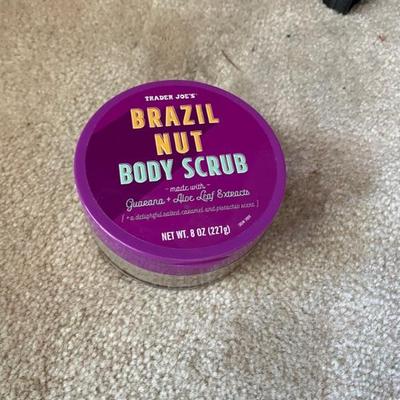 TRADER JOE'S
BRAZIL
NUT
BODY SCRUB
- made with -
Guarana + Aloe Leaf Extracts
[ + a delightful salted caramel and pistachio scent ]
NET WT. 8 OZ (227g)